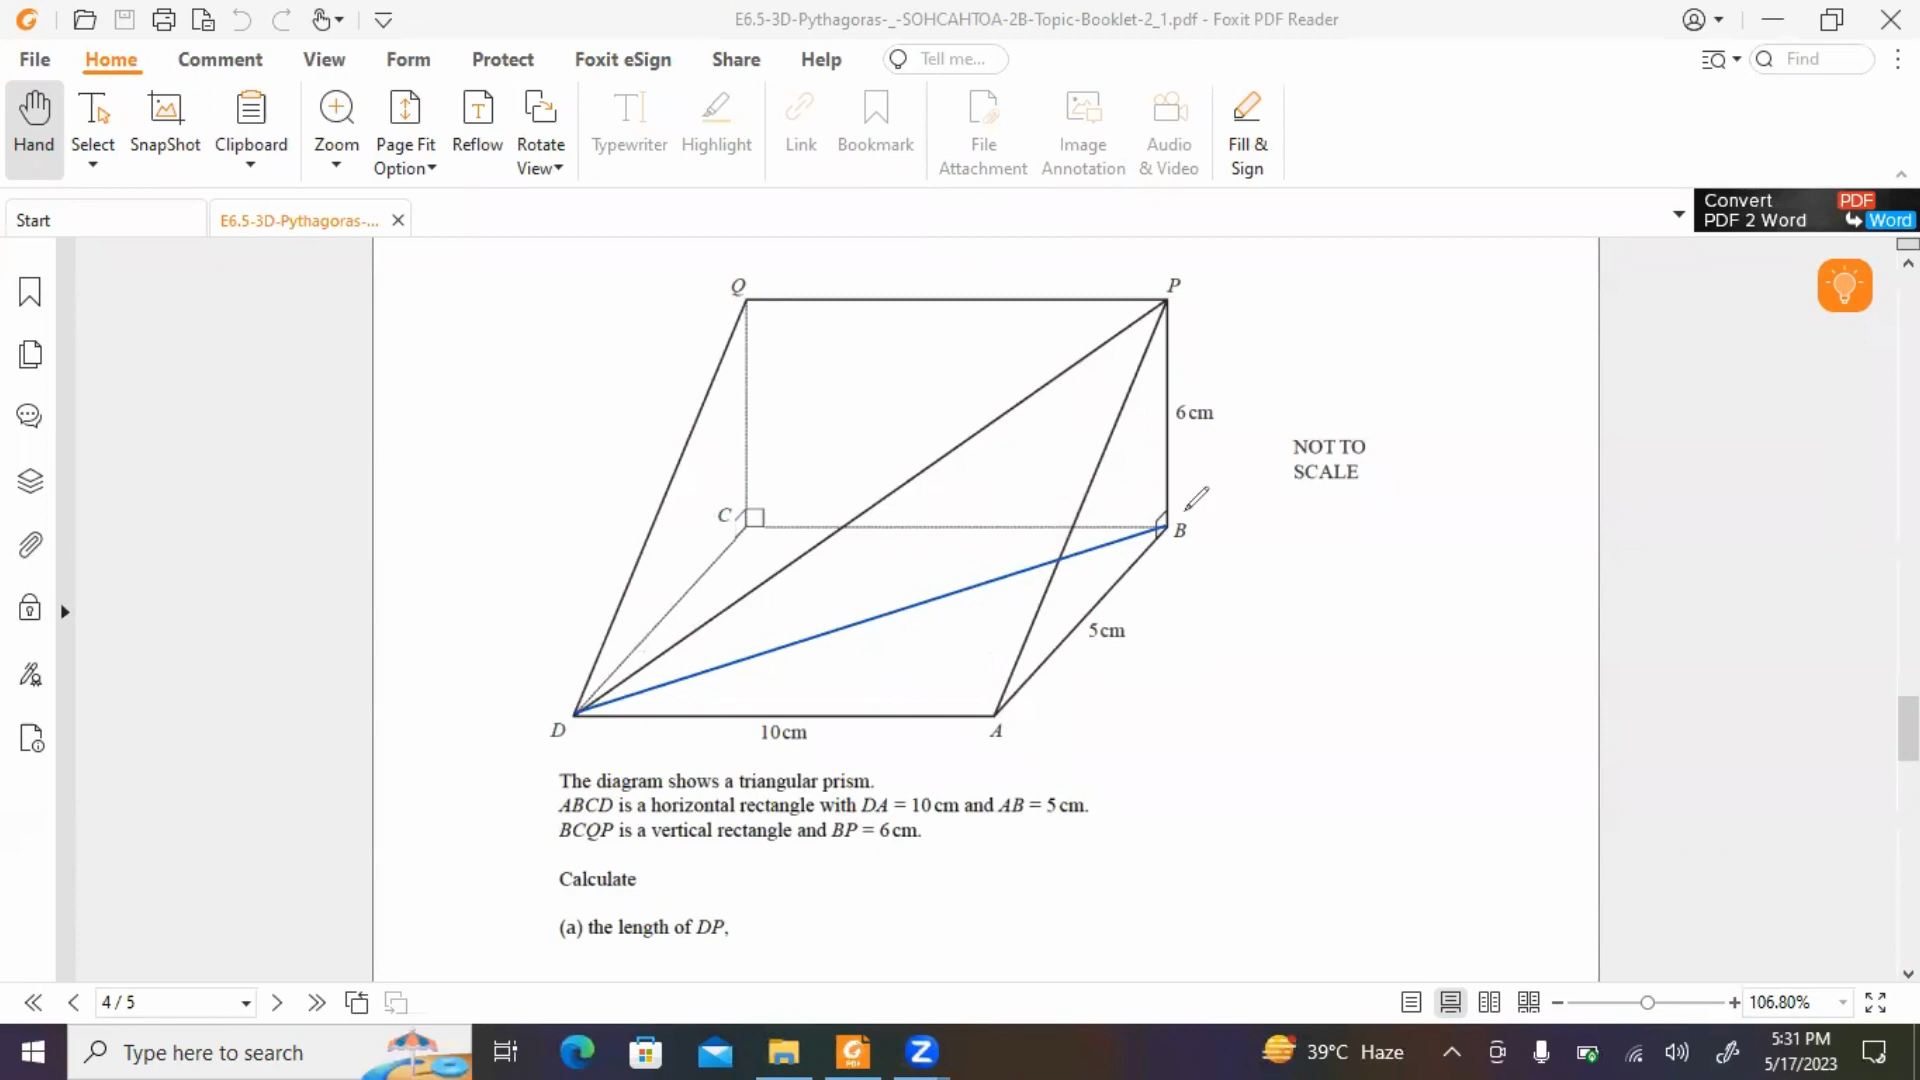 E6.5-3D-Pythagoras-_-SOHCAHTOA-2B-Topic-Booklet-2_1.pdf - Foxit PDF Reader
File Home Comment View Form Protect Foxit eSign Share Help Tell me... Find
Hand Select SnapShot Clipboard Zoom Page Fit Option Reflow Rotate View Typewriter Highlight Link Bookmark File Attachment Image Annotation Audio & Video Fill & Sign
Start E6.5-3D-Pythagoras-...
Convert PDF
PDF 2 Word Word
Q P
6 cm
NOT TO
SCALE
C
B
5 cm
D 10 cm A
The diagram shows a triangular prism.
ABCD is a horizontal rectangle with DA = 10 cm and AB = 5 cm.
BCQP is a vertical rectangle and BP = 6 cm.
Calculate
(a) the length of DP,
4 / 5 106.80%
Type here to search 39°C Haze 5:31 PM
5/17/2023